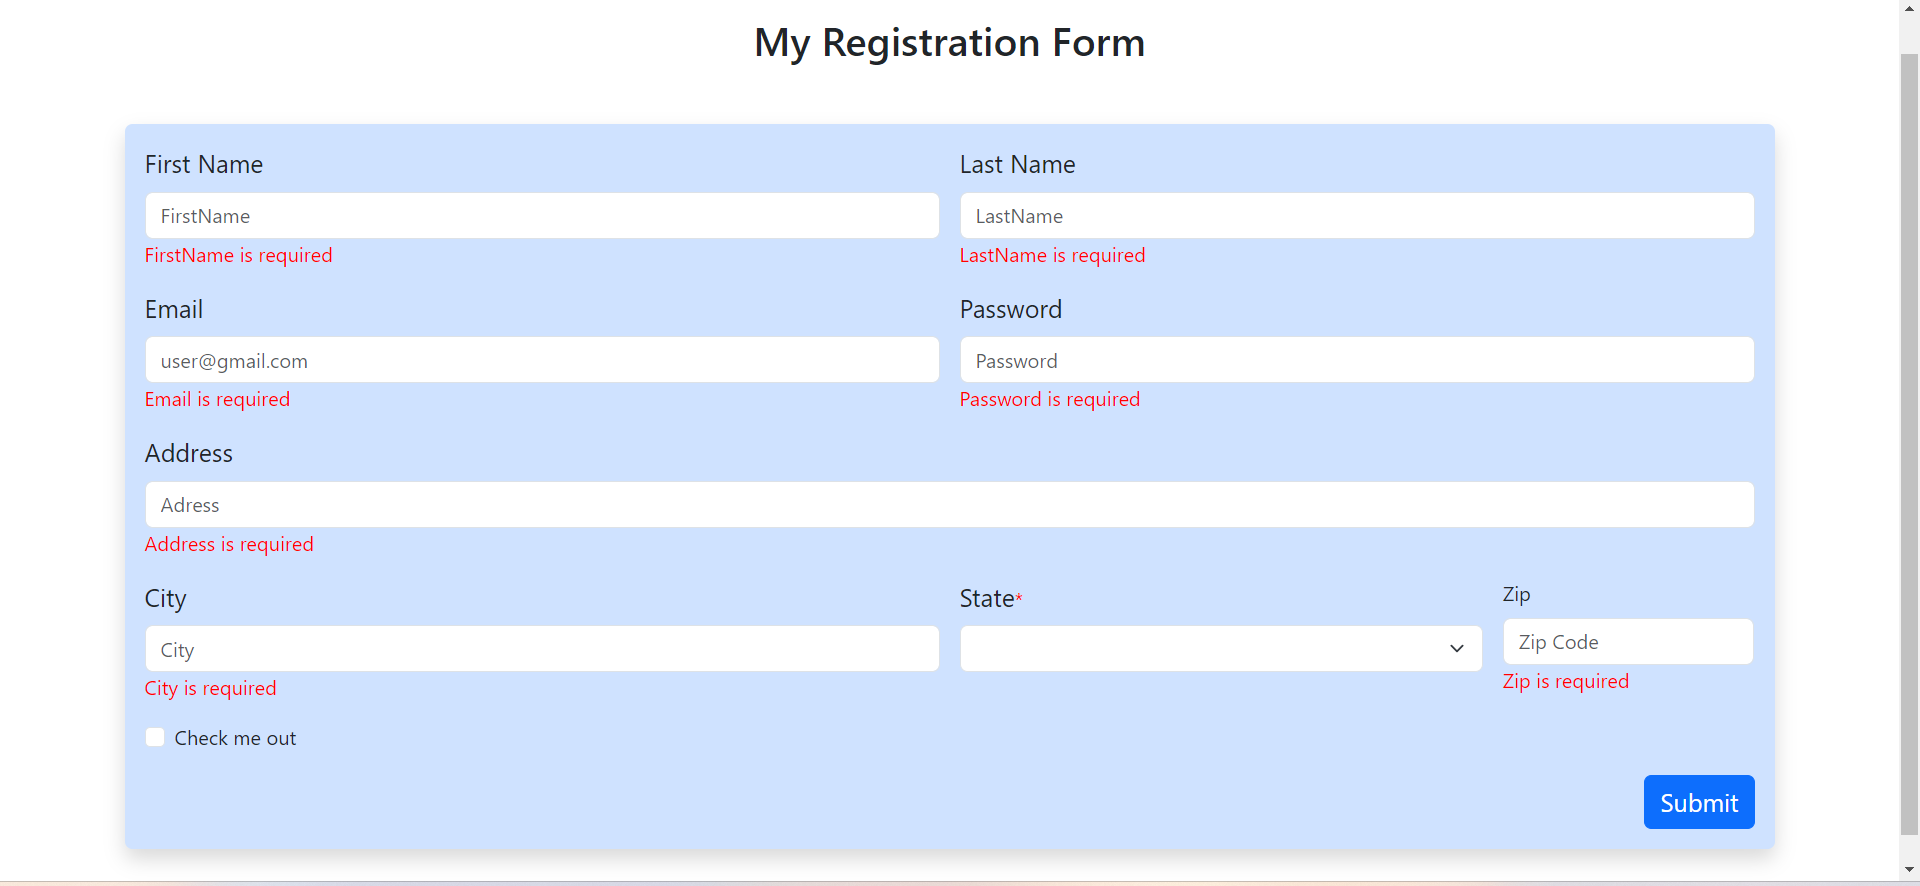 My Registration Form
First Name
Last Name
FirstName
LastName
FirstName is required
LastName is required
Email
Password
user@gmail.com
Password
Email is required
Password is required
Address
Adress
Address is required
City
State*
Zip
City
Zip Code
City is required
Zip is required
Check me out
Submit